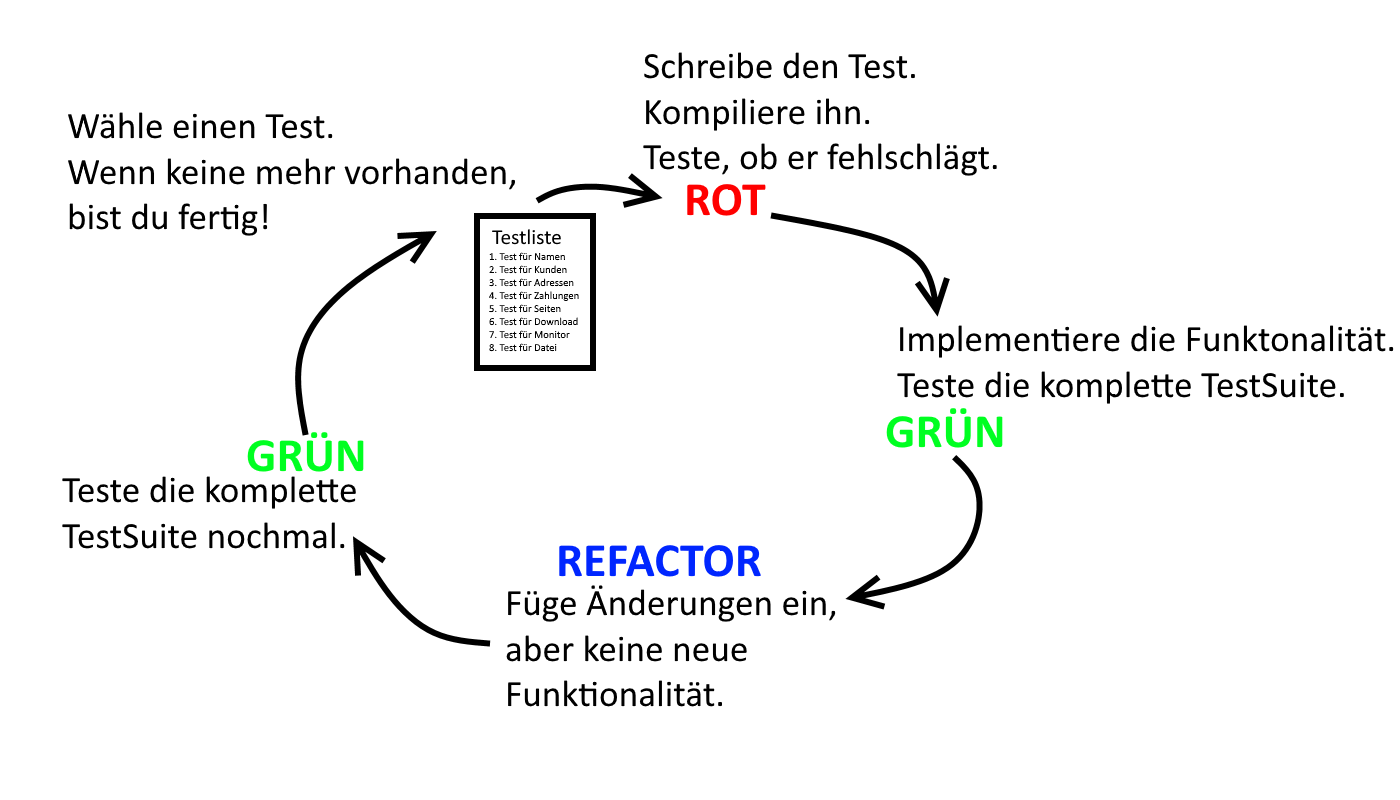 Wähle einen Test.
Wenn keine mehr vorhanden,
bist du fertig!
Schreibe den Test.
Kompiliere ihn.
Teste, ob er fehlschlägt.
ROT
Testliste
1. Test für Namen
2. Test für Kunden
3. Test für Adressen
4. Test für Zahlungen
5. Test für Seiten
6. Test für Download
7. Test für Monitor
8. Test für Datei
Implementiere die Funktonalität.
Teste die komplette TestSuite.
GRÜN
REFACTOR
Füge Änderungen ein,
aber keine neue
Funktionalität.
GRÜN
Teste die komplette
TestSuite nochmal.